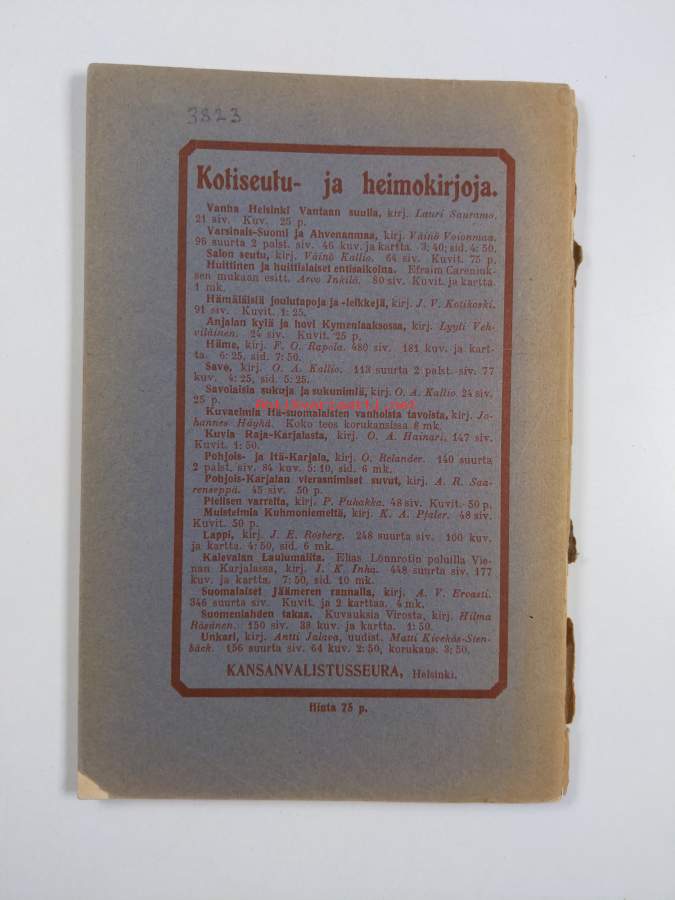 3823
Kotiseutu- ja heimokirjoja.
Vanha Helsinki Vantaan suulla, kirj. Lauri Sauramo.
21 siv. Kuv. 25 p.
Varsinais-Suomi ja Ahvenanmaa, kirj. Väinö Voionmaa.
96 suurta 2 palst. siv. 46 kuv. ja kartta. 3:40; sid. 4:50.
Salon seutu, kirj. Väinö Kallio. 64 siv. Kuvit. 75 p.
Huittinen ja huittislaiset entisaikoina. Efraim Careniuk-
sen mukaan esitt. Arvo Inkilä. 80 siv. Kuvit. ja kartta
1 mk.
Hämäläisiä joulutapoja ja -leikkejä, kirj. J. V. Kotikoski.
91 siv. Kuvit. 1:25.
Anjalan kylä ja hovi Kymenlaaksossa, kirj. Lyyli Veh-
viläinen. 24 siv. Kuvit. 25 p.
Häme, kirj. F. O. Rapola. 480 siv. 181 kuv. ja kart-
ta. 6:25, sid. 7:50.
Savo, kirj. O. A. Kallio. 113 suurta 2 palst. siv. 77
kuv. 4:25, sid. 5:25.
Savolaisia sukuja ja sukunimiä, kirj. O. A. Kallio. 24 siv.
25 p.
Kuvaelmia Itä-suomalaisten vanhoista tavoista, kirj. Jo-
hannes Häyhä. Koko teos korukansissa 6 mk.
Kuvia Raja-Karjalasta, kirj. O. A. Hainari. 147 siv.
Kuvit. 1:50.
Pohjois- ja Itä-Karjala, kirj. O. Relander. 140 suurta
2 palst. siv. 84 kuv. 5:10, sid. 6 mk.
Pohjois-Karjalan vierasnimiset suvut, kirj. A. R. Saa-
renseppä. 45 siv. 50 p.
Pielisen varrelta, kirj. P. Puhakka. 48 siv. Kuvit. 50 p.
Muistelmia Kuhmoniemeltä, kirj. K. A. Pfaler. 48 siv.
Kuvit. 50 p.
Lappi, kirj. J. E. Rosberg. 248 suurta siv. 100 kuv.
ja kartta. 4:50, sid. 6 mk.
Kalevalan Laulumailta. Elias Lönnrotin poluilla Vie-
nan Karjalassa, kirj. I. K. Inha. 448 suurta siv. 177
kuv. ja kartta. 7:50, sid. 10 mk.
Suomalaiset Jäämeren rannalla, kirj. A. V. Ervasti.
346 suurta siv. Kuvit. ja 2 karttaa. 4 mk.
Suomenlahden takaa. Kuvauksia Virosta, kirj. Hilma
Räsänen. 150 siv. 38 kuv. ja kartta. 1:50.
Unkari, kirj. Antti Jalava, uudist. Matti Kivekäs-Sten-
bäck. 156 suurta siv. 64 kuv. 2:50, korukans. 3:50.
KANSANVALISTUSSEURA, Helsinki.
Hinta 75 p.